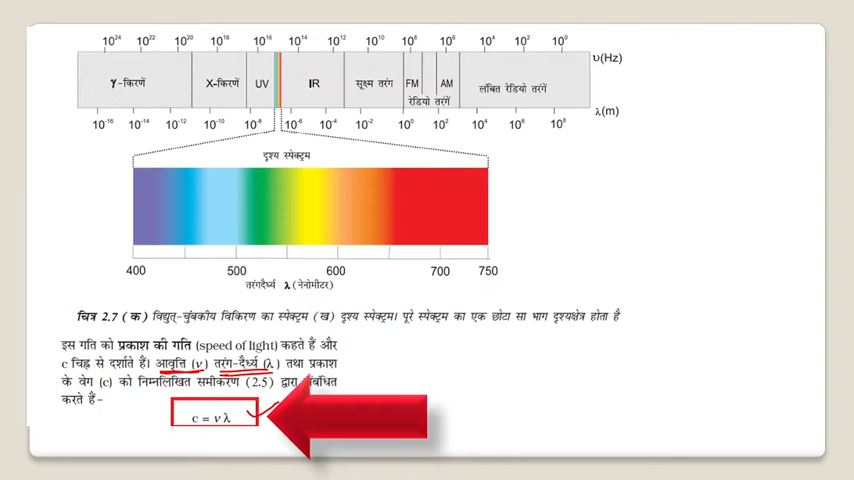 10²⁴ 10²² 10²⁰ 10¹⁸ 10¹⁶ 10¹⁴ 10¹² 10¹⁰ 10⁸ 10⁶ 10⁴ 10² 10⁰
υ(Hz)
γ-किरणें X-किरणें UV IR सूक्ष्म तरंग FM AM लंबित रेडियो तरंगें
रेडियो तरंगें
10⁻¹⁶ 10⁻¹⁴ 10⁻¹² 10⁻¹⁰ 10⁻⁸ 10⁻⁶ 10⁻⁴ 10⁻² 10⁰ 10² 10⁴ 10⁶ 10⁸
λ(m)
दृश्य स्पेक्ट्रम
400 500 600 700 750
तरंगदैर्ध्य λ (नेनोमीटर)
चित्र 2.7 (क) विद्युत्-चुंबकीय विकिरण का स्पेक्ट्रम (ख) दृश्य स्पेक्ट्रम। पूरे स्पेक्ट्रम का एक छोटा सा भाग दृश्यक्षेत्र होता है
इस गति को प्रकाश की गति (speed of light) कहते हैं और
c चिह्न से दर्शाते हैं। आवृत्ति (ν) तरंग-दैर्ध्य (λ) तथा प्रकाश
के वेग (c) को निम्नलिखित समीकरण (2.5) द्वारा संबंधित
करते हैं–
c = ν λ